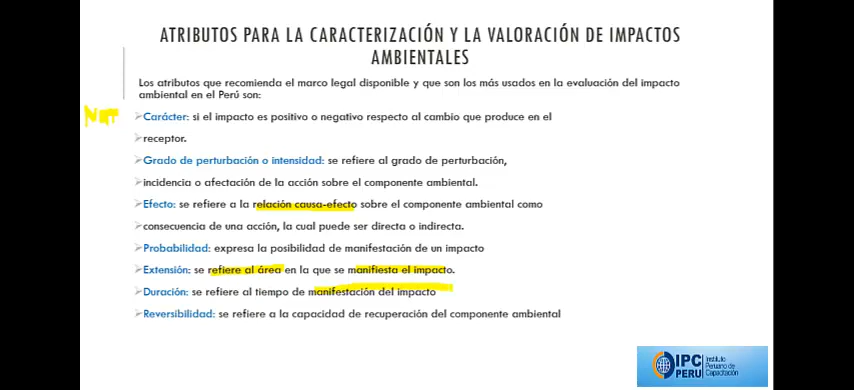 ATRIBUTOS PARA LA CARACTERIZACIÓN Y LA VALORACIÓN DE IMPACTOS
AMBIENTALES
Los atributos que recomienda el marco legal disponible y que son los más usados en la evaluación del impacto
ambiental en el Perú son:
➢Carácter: si el impacto es positivo o negativo respecto al cambio que produce en el
➢receptor.
➢Grado de perturbación o intensidad: se refiere al grado de perturbación,
➢incidencia o afectación de la acción sobre el componente ambiental.
➢Efecto: se refiere a la relación causa-efecto sobre el componente ambiental como
➢consecuencia de una acción, la cual puede ser directa o indirecta.
➢Probabilidad: expresa la posibilidad de manifestación de un impacto
➢Extensión: se refiere al área en la que se manifiesta el impacto.
➢Duración: se refiere al tiempo de manifestación del impacto
➢Reversibilidad: se refiere a la capacidad de recuperación del componente ambiental
IPC
PERU
Instituto
Peruano de
Capacitación